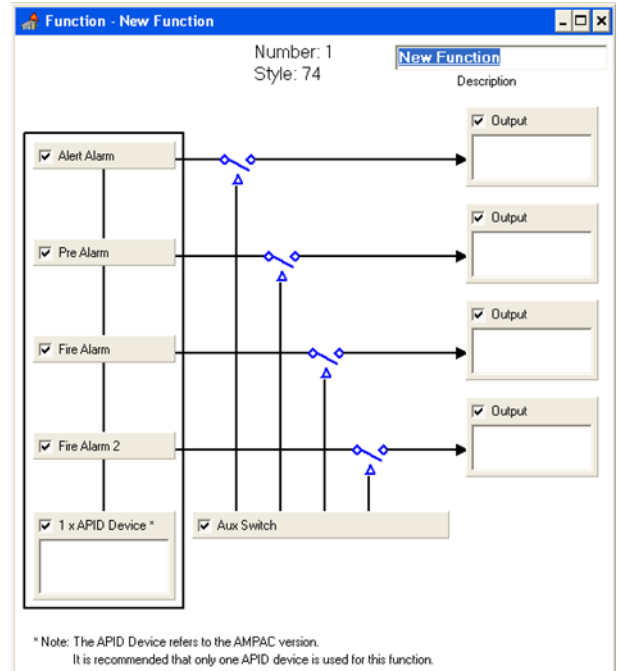 Function - New Function
Number: 1
Style: 74
New Function
Description
Output
Alert Alarm
Output
Pre Alarm
Output
Fire Alarm
Output
Fire Alarm 2
1 x APID Device *
Aux Switch
* Note: The APID Device refers to the AMPAC version.
It is recommended that only one APID device is used for this function.